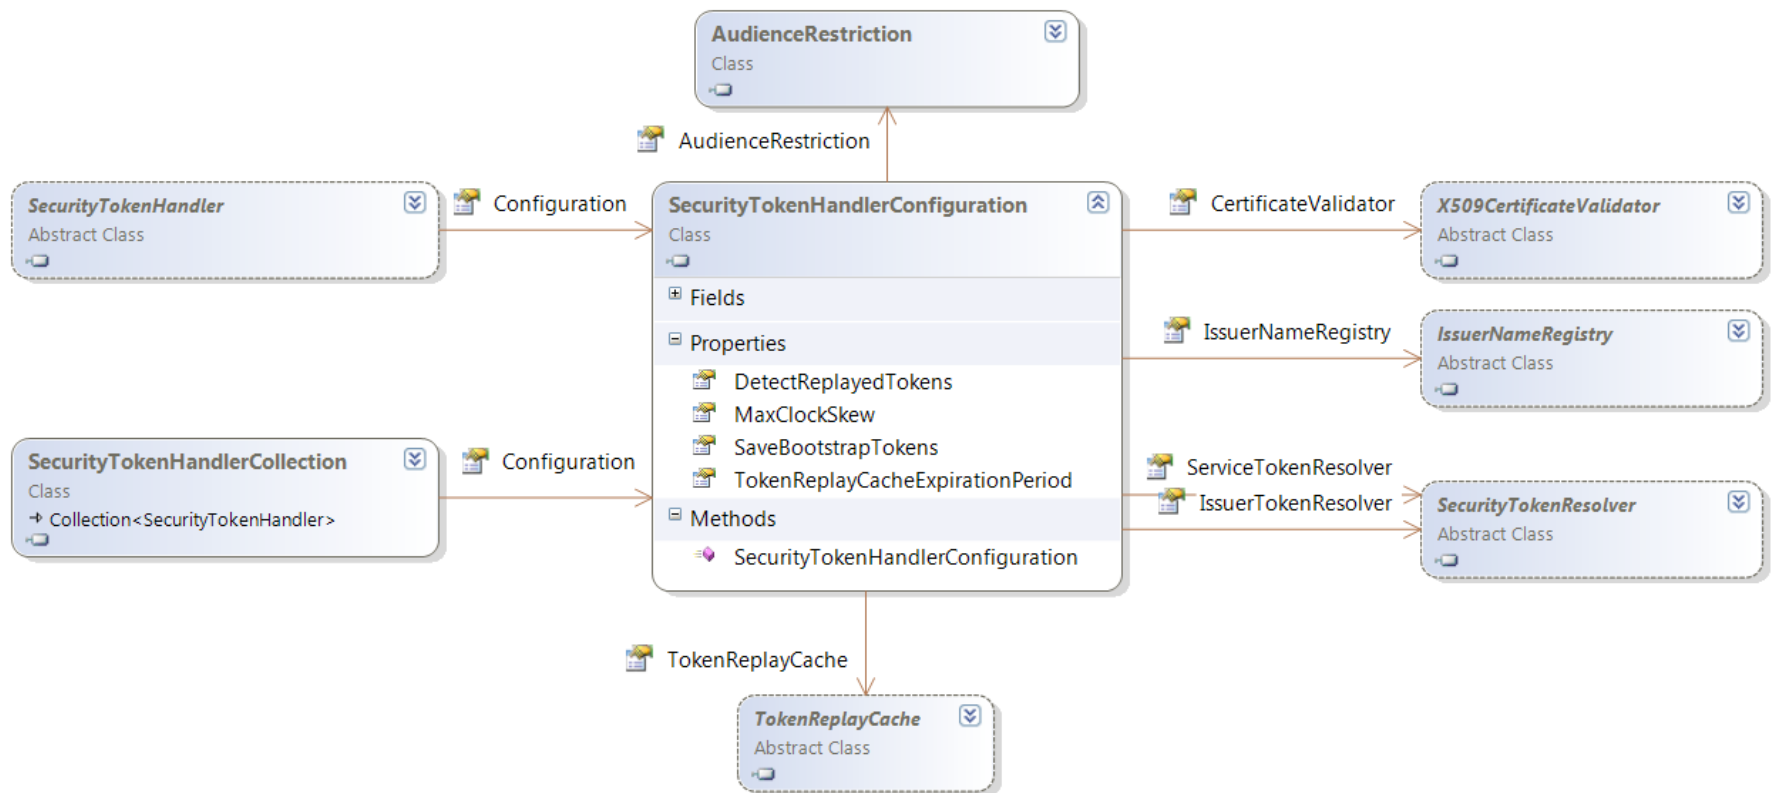 AudienceRestriction
Class
AudienceRestriction
SecurityTokenHandler
Abstract Class
Configuration
SecurityTokenHandlerConfiguration
Class
Fields
Properties
DetectReplayedTokens
MaxClockSkew
SaveBootstrapTokens
TokenReplayCacheExpirationPeriod
Methods
SecurityTokenHandlerConfiguration
CertificateValidator
X509CertificateValidator
Abstract Class
IssuerNameRegistry
IssuerNameRegistry
Abstract Class
SecurityTokenHandlerCollection
Class
Collection<SecurityTokenHandler>
Configuration
ServiceTokenResolver
IssuerTokenResolver
SecurityTokenResolver
Abstract Class
TokenReplayCache
TokenReplayCache
Abstract Class